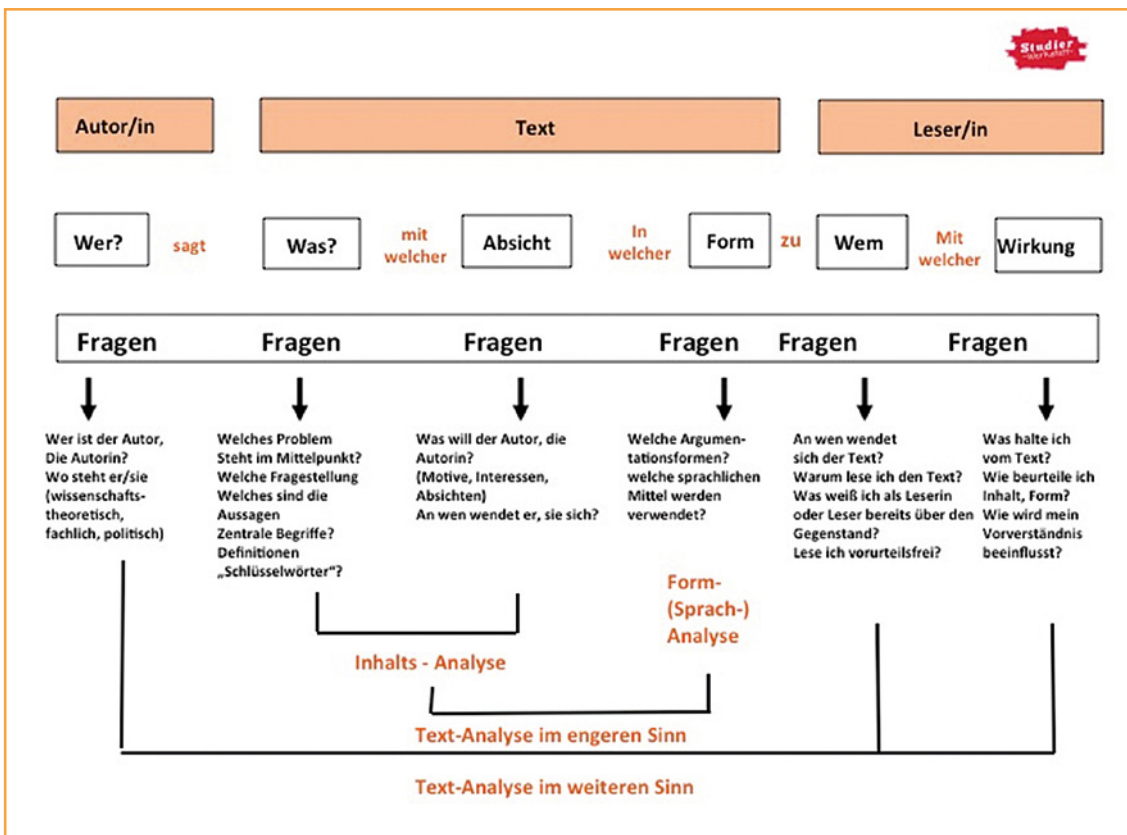 Studier
Werkstatt
Autor/in
Text
Leser/in
Wer?
sagt
Was?
mit
welcher
Absicht
In
welcher
Form
zu
Wem
Mit
welcher
Wirkung
Fragen
Fragen
Fragen
Fragen
Fragen
Fragen
Wer ist der Autor,
Die Autorin?
Wo steht er/sie
(wissenschafts-
theoretisch,
fachlich, politisch)
Welches Problem
Steht im Mittelpunkt?
Welche Fragestellung
Welches sind die
Aussagen
Zentrale Begriffe?
Definitionen
„Schlüsselwörter“?
Was will der Autor, die
Autorin?
(Motive, Interessen,
Absichten)
An wen wendet er, sie sich?
Welche Argumen-
tationsformen?
welche sprachlichen
Mittel werden
verwendet?
An wen wendet
sich der Text?
Warum lese ich den Text?
Was weiß ich als Leserin
oder Leser bereits über den
Gegenstand?
Lese ich vorurteilsfrei?
Was halte ich
vom Text?
Wie beurteile ich
Inhalt, Form?
Wie wird mein
Vorverständnis
beeinflusst?
Form-
(Sprach-)
Analyse
Inhalts - Analyse
Text-Analyse im engeren Sinn
Text-Analyse im weiteren Sinn